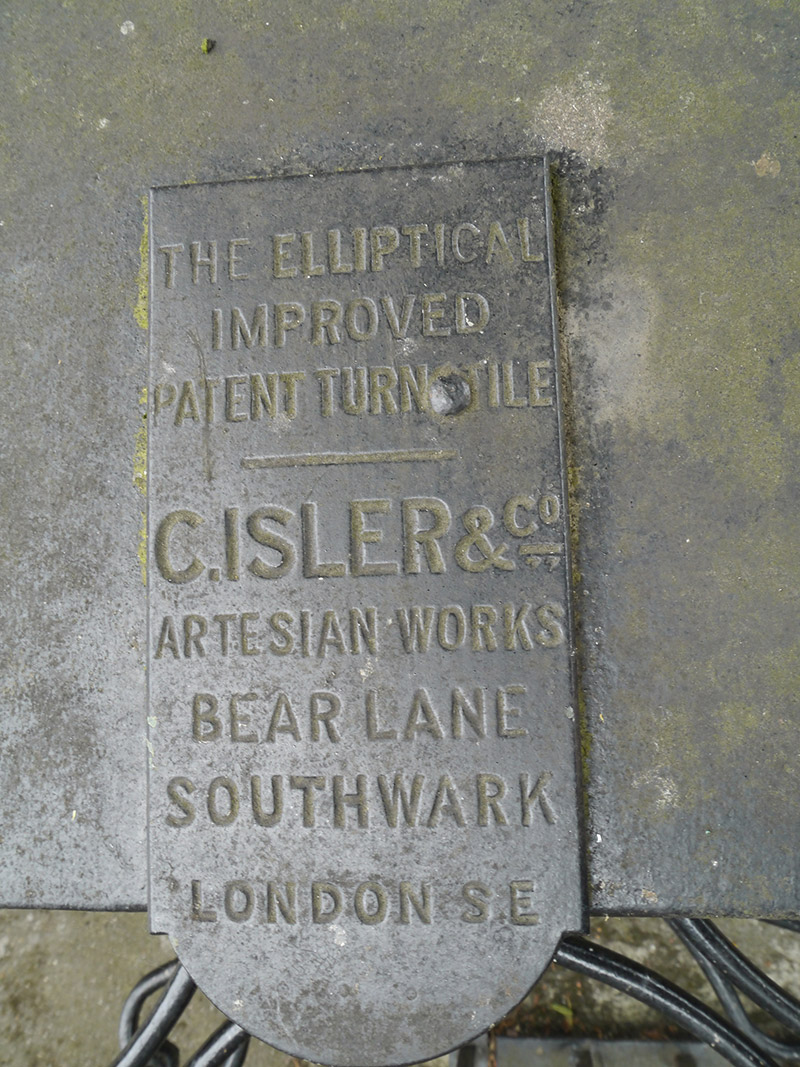 THE ELLIPTICAL
IMPROVED
PATENT TURNSTILE
C. ISLER & Co
ARTESIAN WORKS
BEAR LANE
SOUTHWARK
LONDON S.E